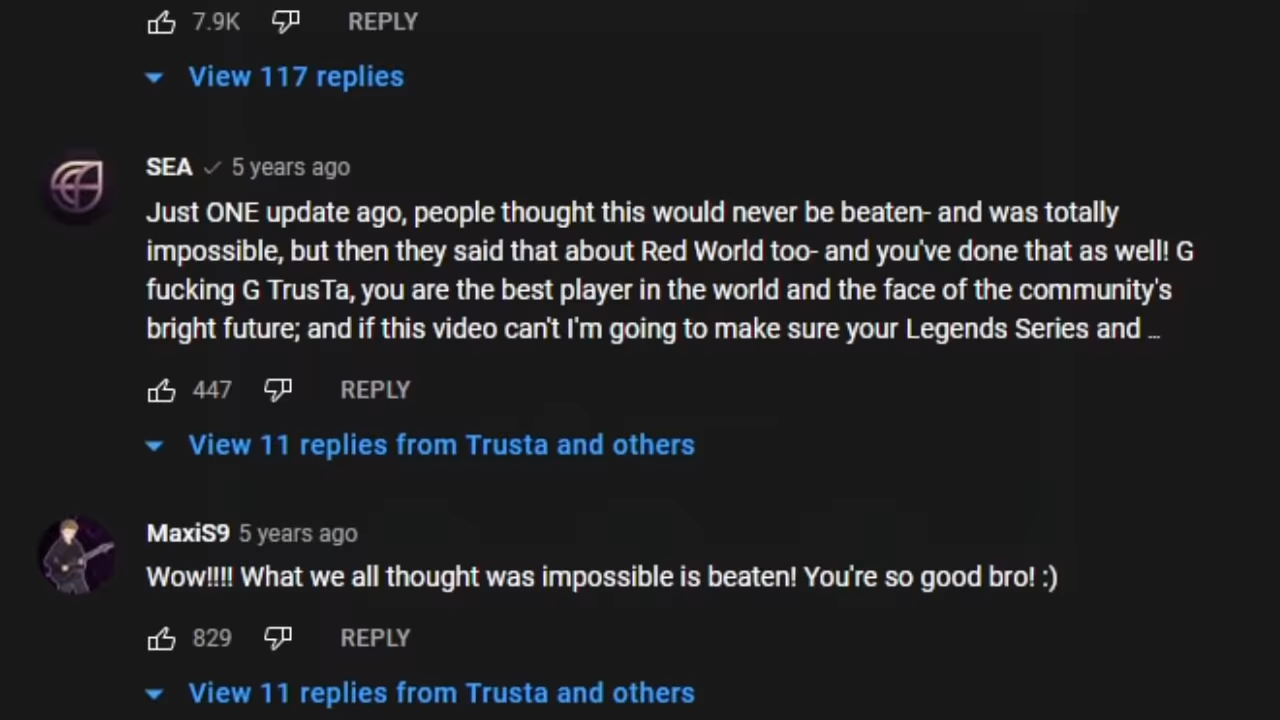 7.9K REPLY
View 117 replies
SEA 5 years ago
Just ONE update ago, people thought this would never be beaten- and was totally
impossible, but then they said that about Red World too- and you've done that as well! G
fucking G TrusTa, you are the best player in the world and the face of the community's
bright future; and if this video can't I'm going to make sure your Legends Series and ...
447 REPLY
View 11 replies from Trusta and others
MaxiS9 5 years ago
Wow!!!! What we all thought was impossible is beaten! You're so good bro! :)
829 REPLY
View 11 replies from Trusta and others